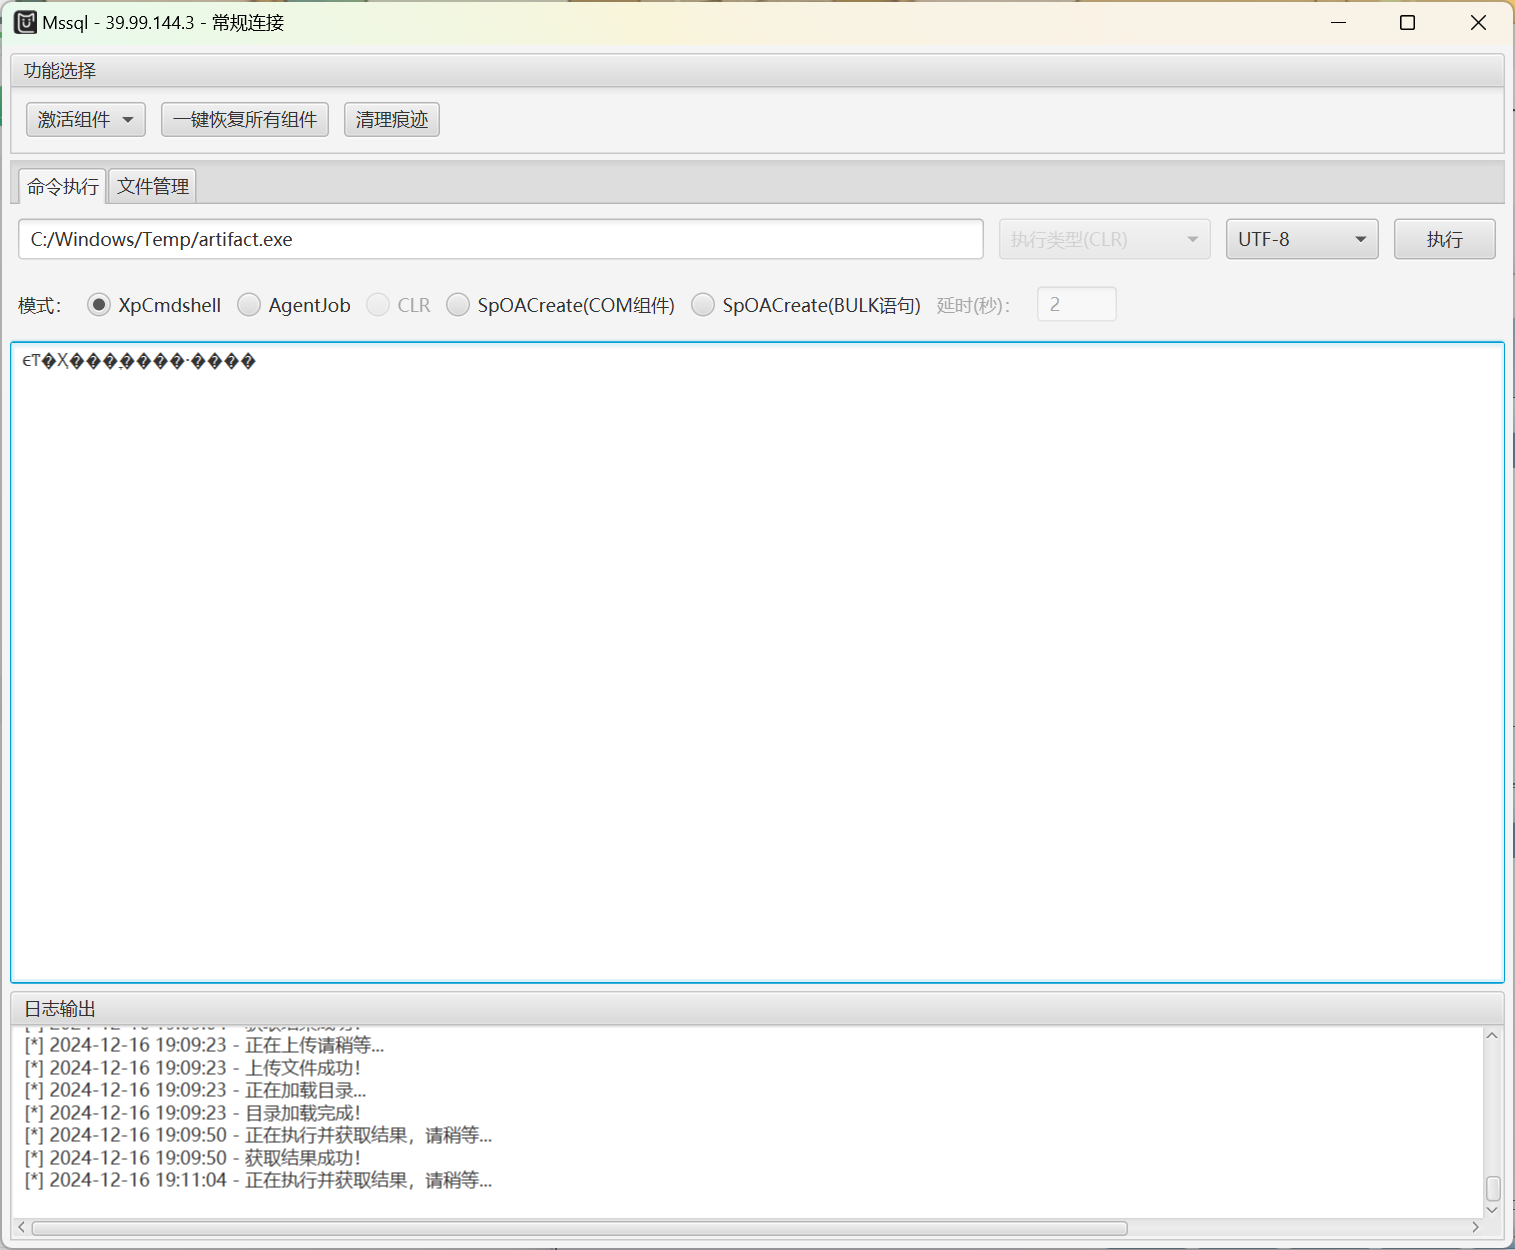 Mssql - 39.99.144.3 - 常规连接
功能选择
激活组件 一键恢复所有组件 清理痕迹
命令执行 文件管理
C:/Windows/Temp/artifact.exe 执行类型(CLR) UTF-8 执行
模式： XpCmdshell AgentJob CLR SpOACreate(COM组件) SpOACreate(BULK语句) 延时(秒)： 2
日志输出
[*] 2024-12-16 19:09:23 - 正在上传请稍等...
[*] 2024-12-16 19:09:23 - 上传文件成功！
[*] 2024-12-16 19:09:23 - 正在加载目录...
[*] 2024-12-16 19:09:23 - 目录加载完成！
[*] 2024-12-16 19:09:50 - 正在执行并获取结果，请稍等...
[*] 2024-12-16 19:09:50 - 获取结果成功！
[*] 2024-12-16 19:11:04 - 正在执行并获取结果，请稍等...